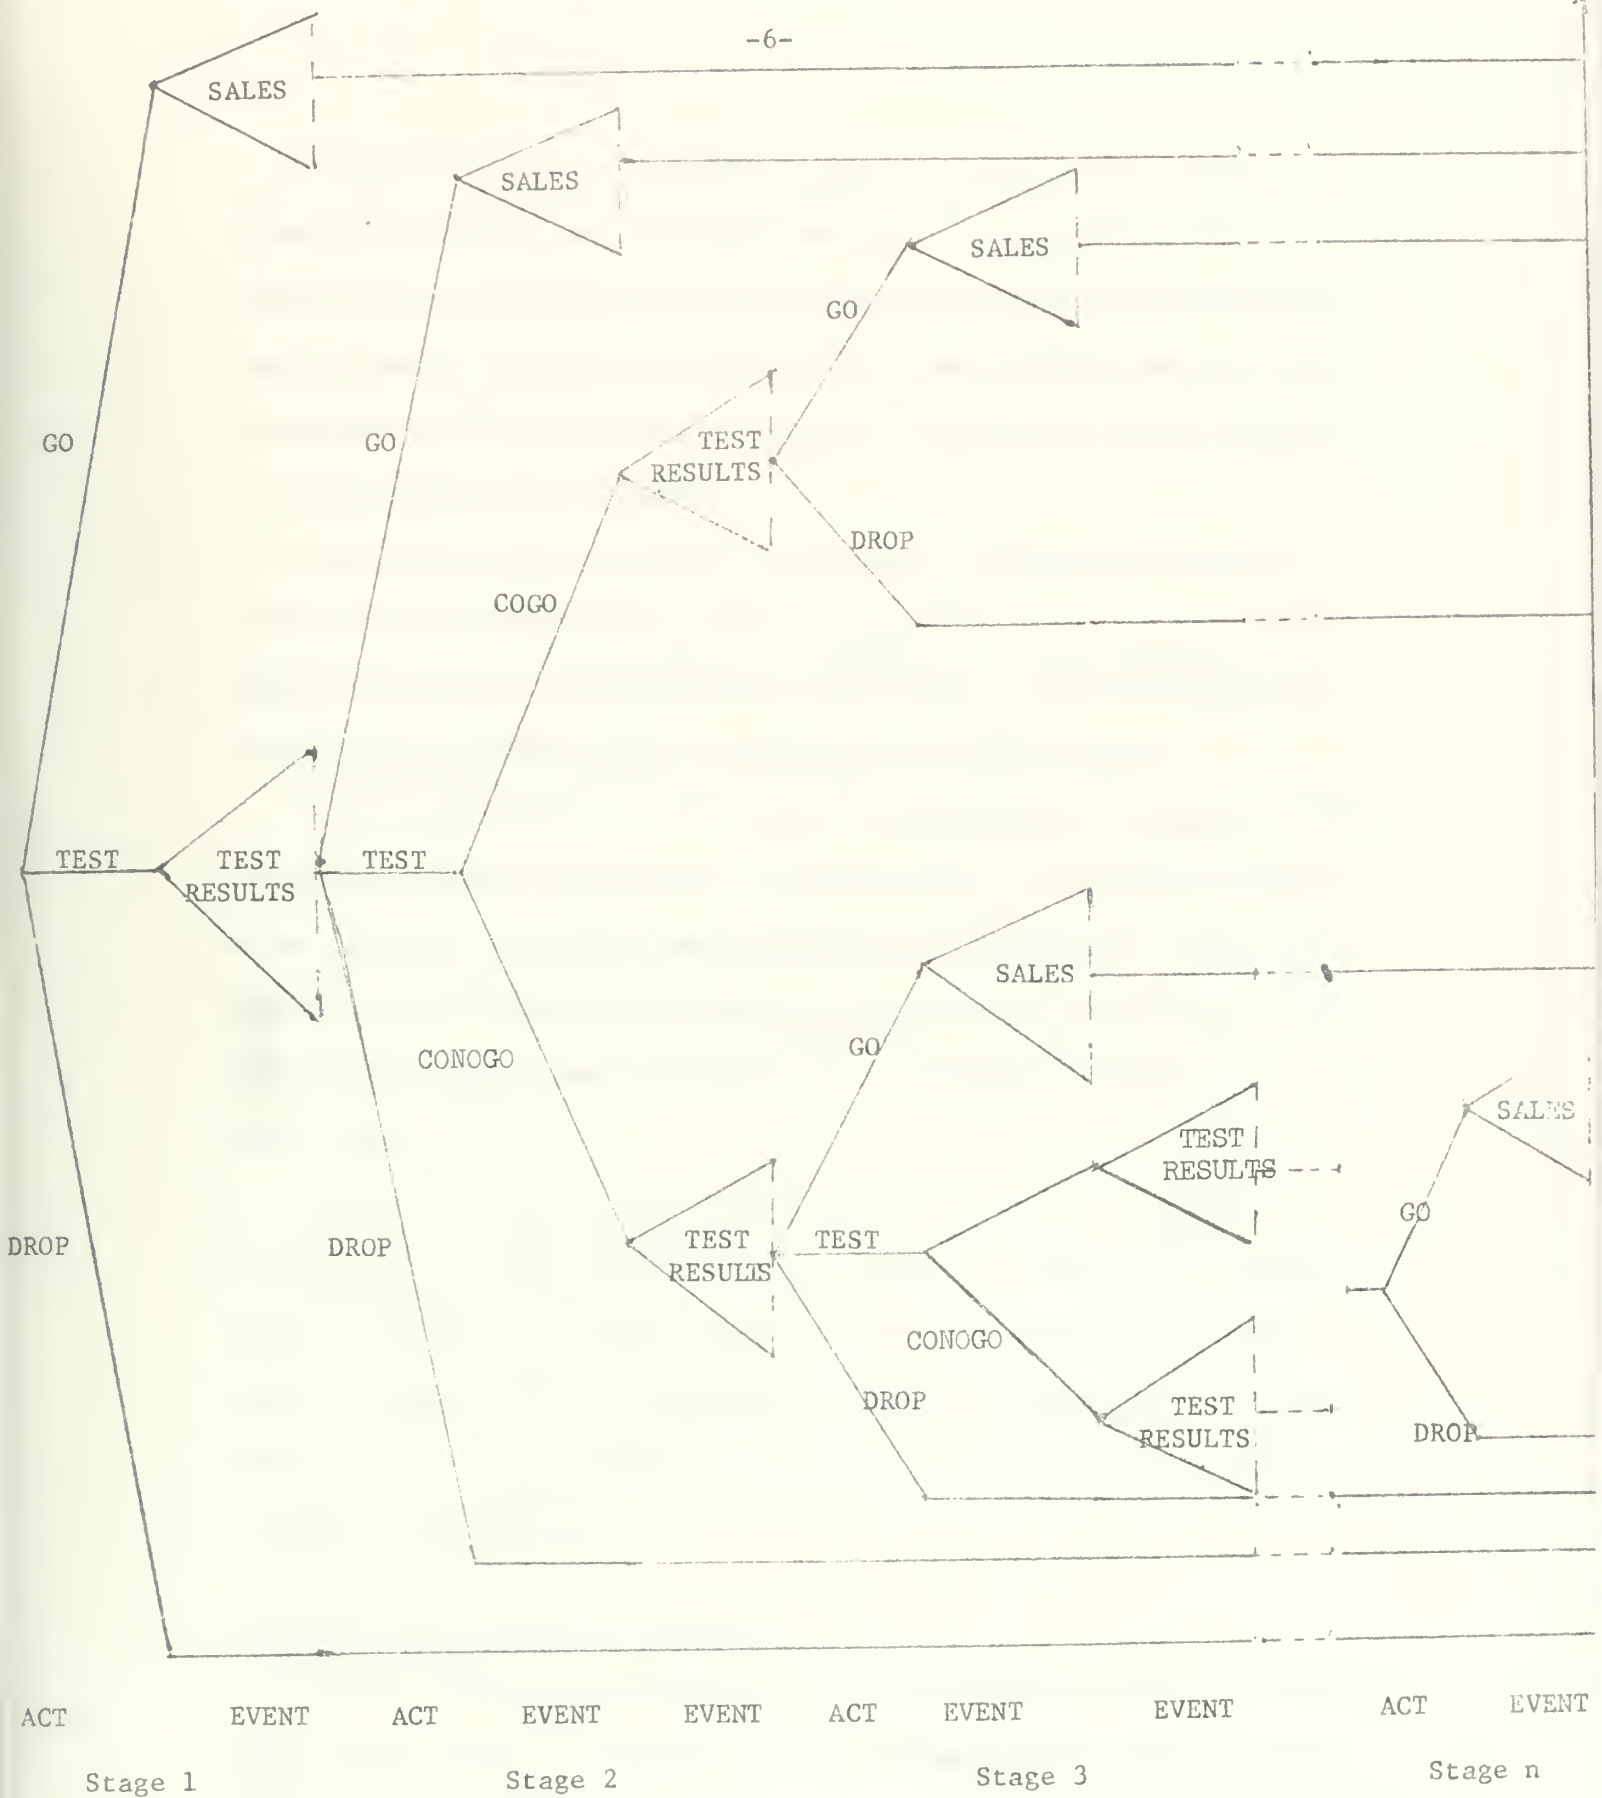 -6-
SALES
SALES
SALES
GO
GO
GO
TEST
RESULTS
DROP
COGO
TEST
TEST
RESULTS
TEST
SALES
GO
CONOGO
SALES
TEST
RESULTS
GO
DROP
DROP
TEST
RESULTS
TEST
CONOGO
DROP
TEST
RESULTS
DROP
ACT EVENT ACT EVENT EVENT ACT EVENT EVENT ACT EVENT
Stage 1 Stage 2 Stage 3 Stage n